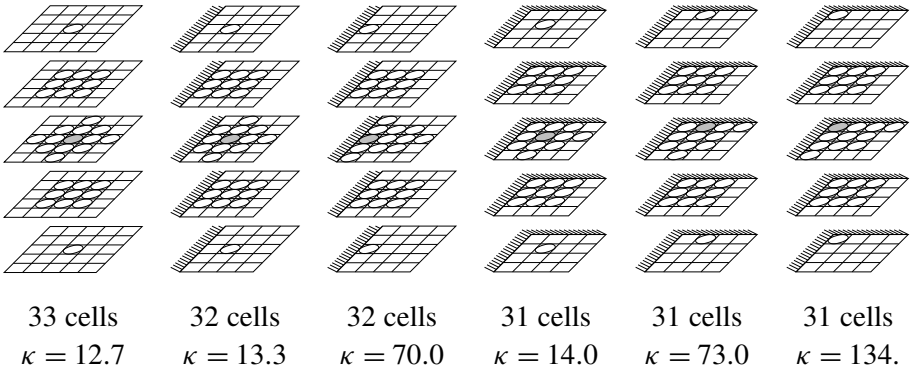 33 cells 32 cells 32 cells 31 cells 31 cells 31 cells
κ = 12.7 κ = 13.3 κ = 70.0 κ = 14.0 κ = 73.0 κ = 134.